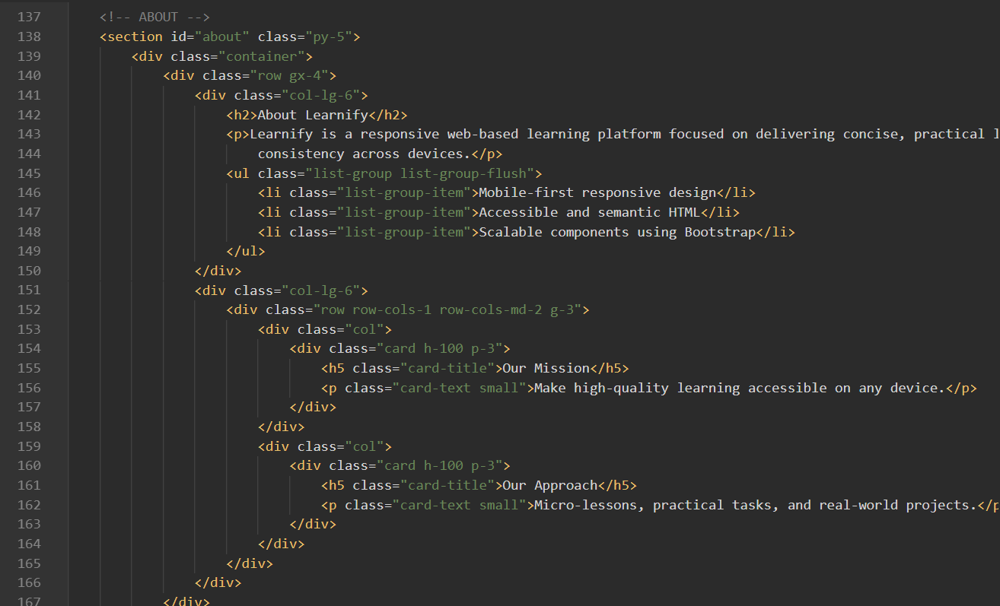 137 <!-- ABOUT -->
138 <section id="about" class="py-5">
139 <div class="container">
140 <div class="row gx-4">
141 <div class="col-lg-6">
142 <h2>About Learnify</h2>
143 <p>Learnify is a responsive web-based learning platform focused on delivering concise, practical
144 consistency across devices.</p>
145 <ul class="list-group list-group-flush">
146 <li class="list-group-item">Mobile-first responsive design</li>
147 <li class="list-group-item">Accessible and semantic HTML</li>
148 <li class="list-group-item">Scalable components using Bootstrap</li>
149 </ul>
150 </div>
151 <div class="col-lg-6">
152 <div class="row row-cols-1 row-cols-md-2 g-3">
153 <div class="col">
154 <div class="card h-100 p-3">
155 <h5 class="card-title">Our Mission</h5>
156 <p class="card-text small">Make high-quality learning accessible on any device.</p>
157 </div>
158 </div>
159 <div class="col">
160 <div class="card h-100 p-3">
161 <h5 class="card-title">Our Approach</h5>
162 <p class="card-text small">Micro-lessons, practical tasks, and real-world projects.</p
163 </div>
164 </div>
165 </div>
166 </div>
167 </div>